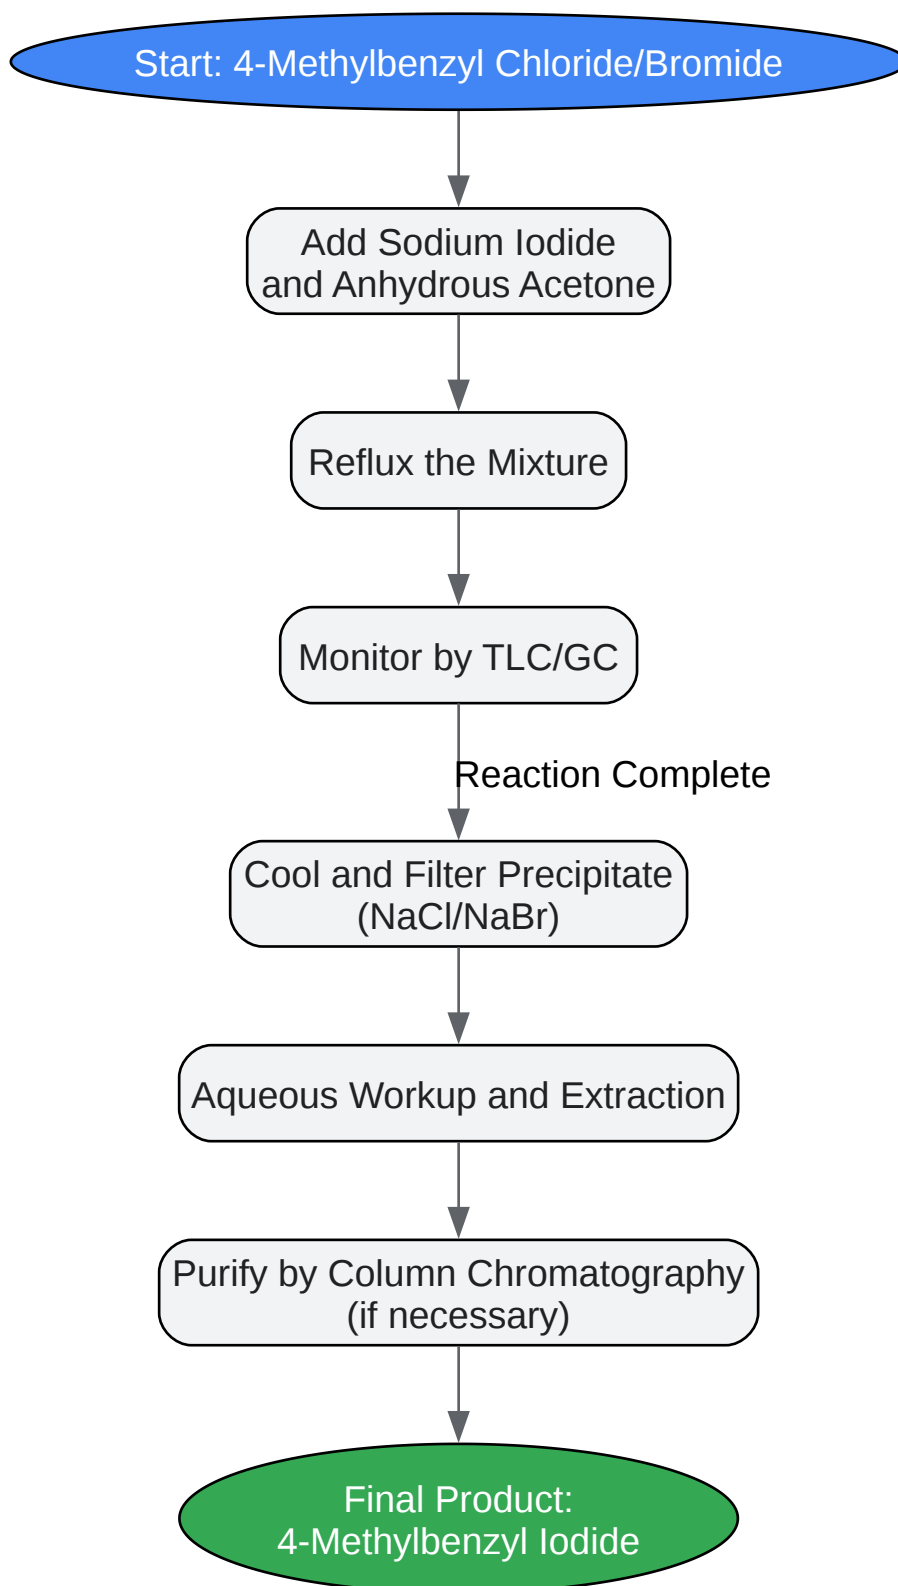 Start: 4-Methylbenzyl Chloride/Bromide
Add Sodium Iodide
and Anhydrous Acetone
Reflux the Mixture
Monitor by TLC/GC
Reaction Complete
Cool and Filter Precipitate
(NaCl/NaBr)
Aqueous Workup and Extraction
Purify by Column Chromatography
(if necessary)
Final Product:
4-Methylbenzyl Iodide